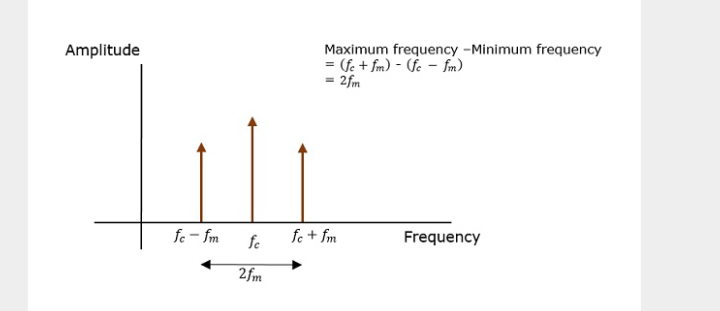 Amplitude
Maximum frequency –Minimum frequency
= (fc + fm) - (fc − fm)
= 2fm
fc − fm
fc
fc + fm
Frequency
2fm